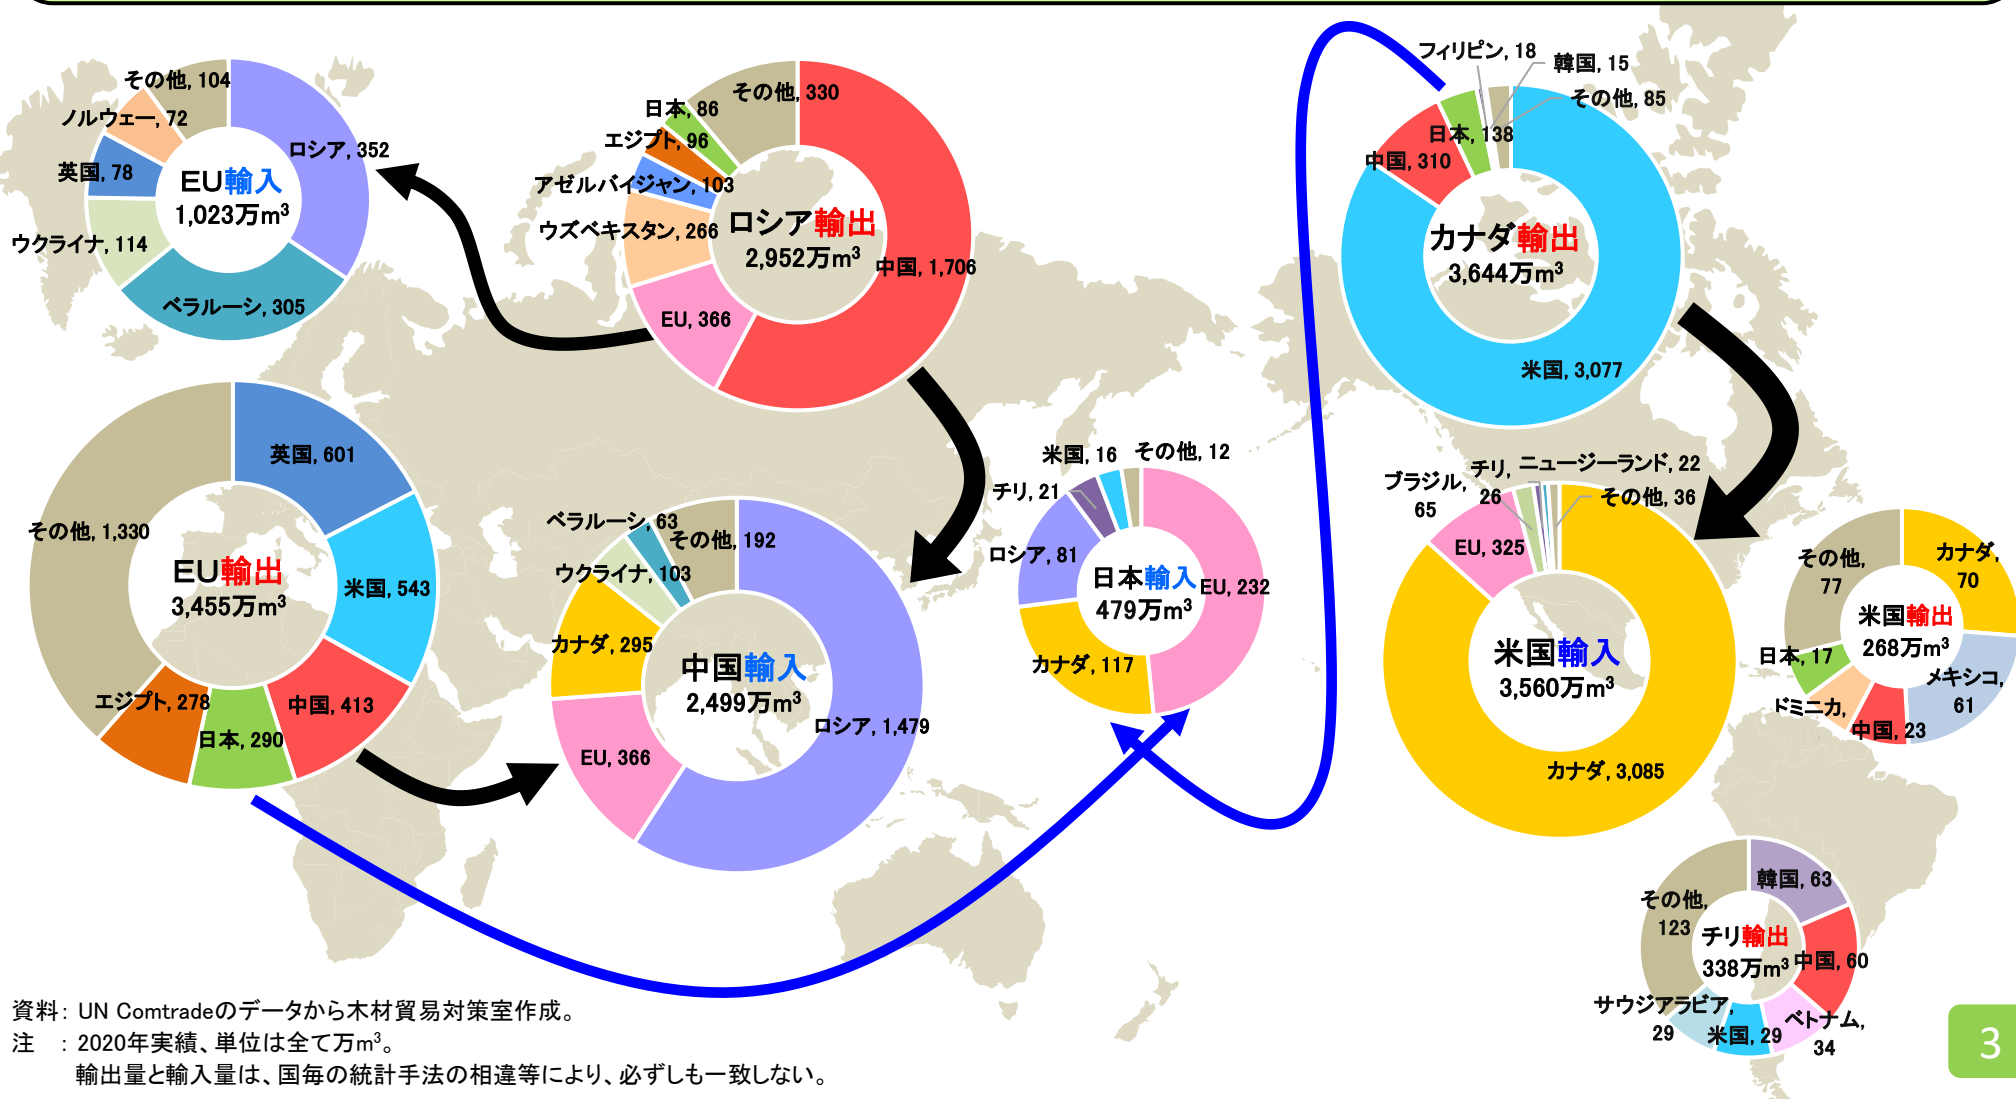 その他, 104
ノルウェー, 72
英国, 78
ウクライナ, 114
ベラルーシ, 305
ロシア, 352
EU輸入
1,023万m³
その他, 330
日本, 86
エジプト, 96
アゼルバイジャン, 103
ウズベキスタン, 266
EU, 366
中国, 1,706
ロシア輸出
2,952万m³
フィリピン, 18
韓国, 15
その他, 85
日本, 138
中国, 310
米国, 3,077
カナダ輸出
3,644万m³
英国, 601
米国, 543
中国, 413
日本, 290
エジプト, 278
その他, 1,330
EU輸出
3,455万m³
ベラルーシ, 63
その他, 192
ウクライナ, 103
カナダ, 295
EU, 366
ロシア, 1,479
中国輸入
2,499万m³
米国, 16
その他, 12
チリ, 21
ロシア, 81
カナダ, 117
EU, 232
日本輸入
479万m³
ブラジル,
65
チリ,
26
ニュージーランド, 22
その他, 36
EU, 325
カナダ, 3,085
米国輸入
3,560万m³
その他,
77
カナダ,
70
メキシコ,
61
日本, 17
ドミニカ,
中国, 23
米国輸出
268万m³
その他,
123
韓国, 63
中国, 60
ベトナム,
34
米国, 29
サウジアラビア,
29
チリ輸出
338万m³
資料: UN Comtradeのデータから木材貿易対策室作成。
注 : 2020年実績、単位は全て万m³。
輸出量と輸入量は、国毎の統計手法の相違等により、必ずしも一致しない。
3